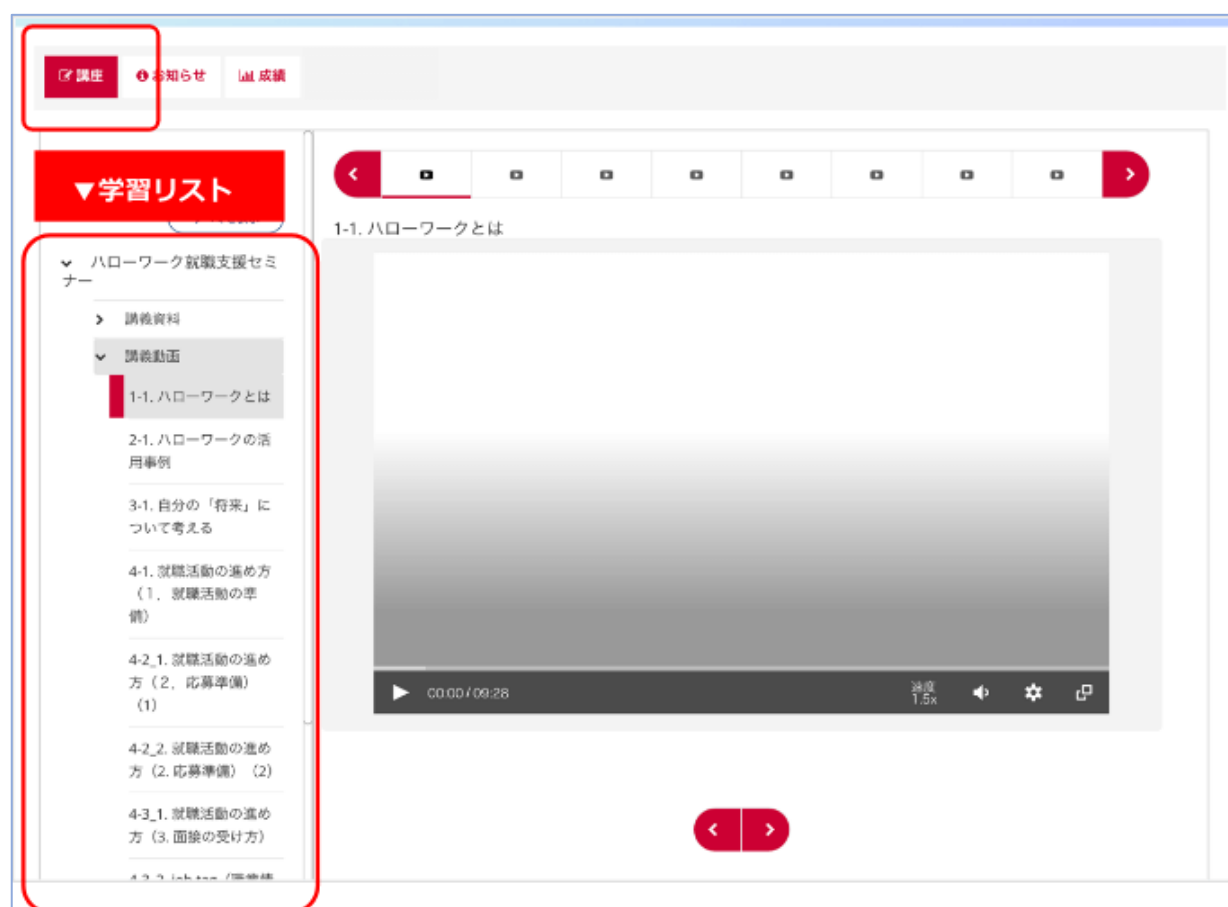 講座 お知らせ 成績
▼学習リスト
1-1. ハローワークとは
ハローワーク就職支援セミ
ナー
講義資料
講義動画
1-1. ハローワークとは
2-1. ハローワークの活
用事例
3-1. 自分の「将来」に
ついて考える
4-1. 就職活動の進め方
（1．就職活動の準
備）
4-2_1. 就職活動の進め
方（2．応募準備）
（1）
4-2_2. 就職活動の進め
方（2. 応募準備）（2）
4-3_1. 就職活動の進め
方（3. 面接の受け方）
00:00 / 09:28
速度
1.5x